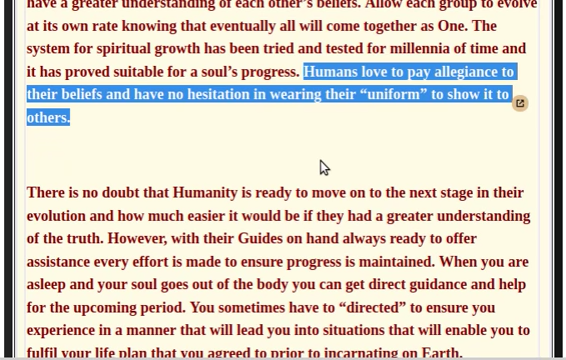 have a greater understanding of each other's beliefs. Allow each group to evolve
at its own rate knowing that eventually all will come together as One. The
system for spiritual growth has been tried and tested for millennia of time and
it has proved suitable for a soul's progress. Humans love to pay allegiance to
their beliefs and have no hesitation in wearing their “uniform” to show it to
others.
There is no doubt that Humanity is ready to move on to the next stage in their
evolution and how much easier it would be if they had a greater understanding
of the truth. However, with their Guides on hand always ready to offer
assistance every effort is made to ensure progress is maintained. When you are
asleep and your soul goes out of the body you can get direct guidance and help
for the upcoming period. You sometimes have to “directed” to ensure you
experience in a manner that will lead you into situations that will enable you to
fulfil your life plan that you agreed to prior to incarnating on Earth.